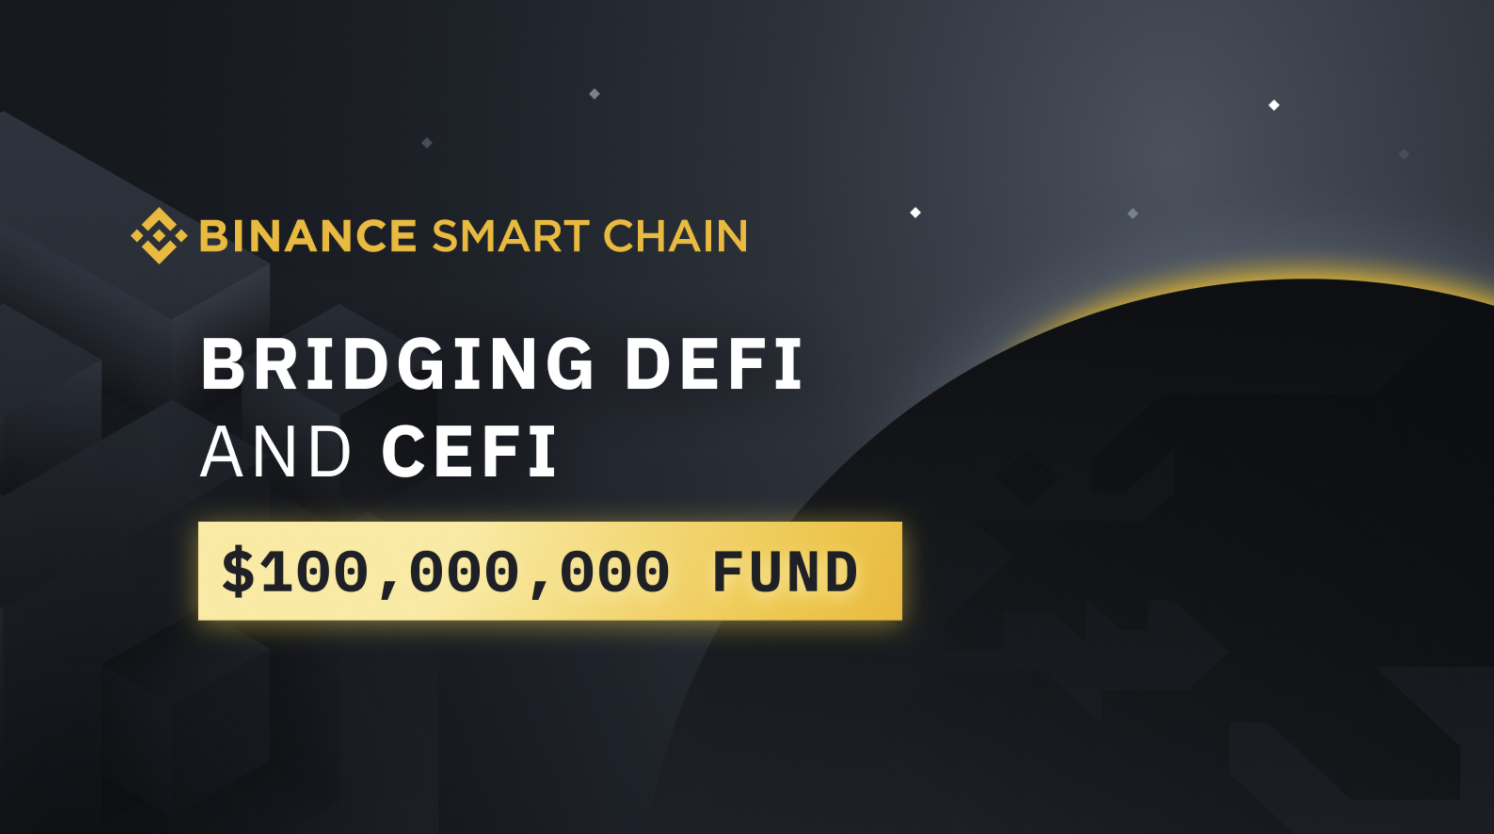 BINANCE SMART CHAIN
BRIDGING DEFI
AND CEFI
$100,000,000 FUND